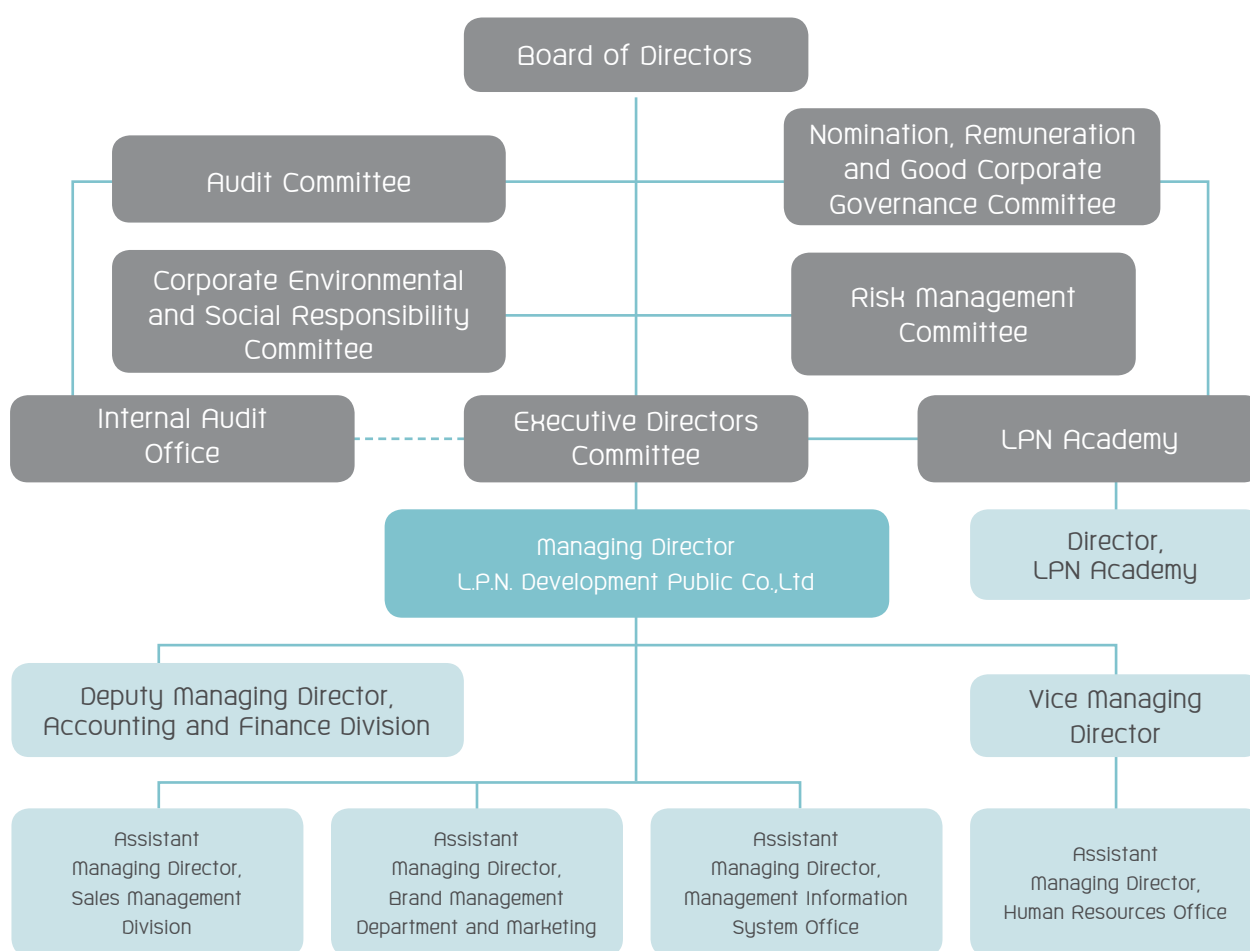 Board of Directors
Audit Committee
Nomination, Remuneration
and Good Corporate
Governance Committee
Corporate Environmental
and Social Responsibility
Committee
Risk Management
Committee
Internal Audit
Office
Executive Directors
Committee
LPN Academy
Managing Director
L.P.N. Development Public Co.,Ltd
Director,
LPN Academy
Deputy Managing Director,
Accounting and Finance Division
Vice Managing
Director
Assistant
Managing Director,
Sales Management
Division
Assistant
Managing Director,
Brand Management
Department and Marketing
Assistant
Managing Director,
Management Information
System Office
Assistant
Managing Director,
Human Resources Office